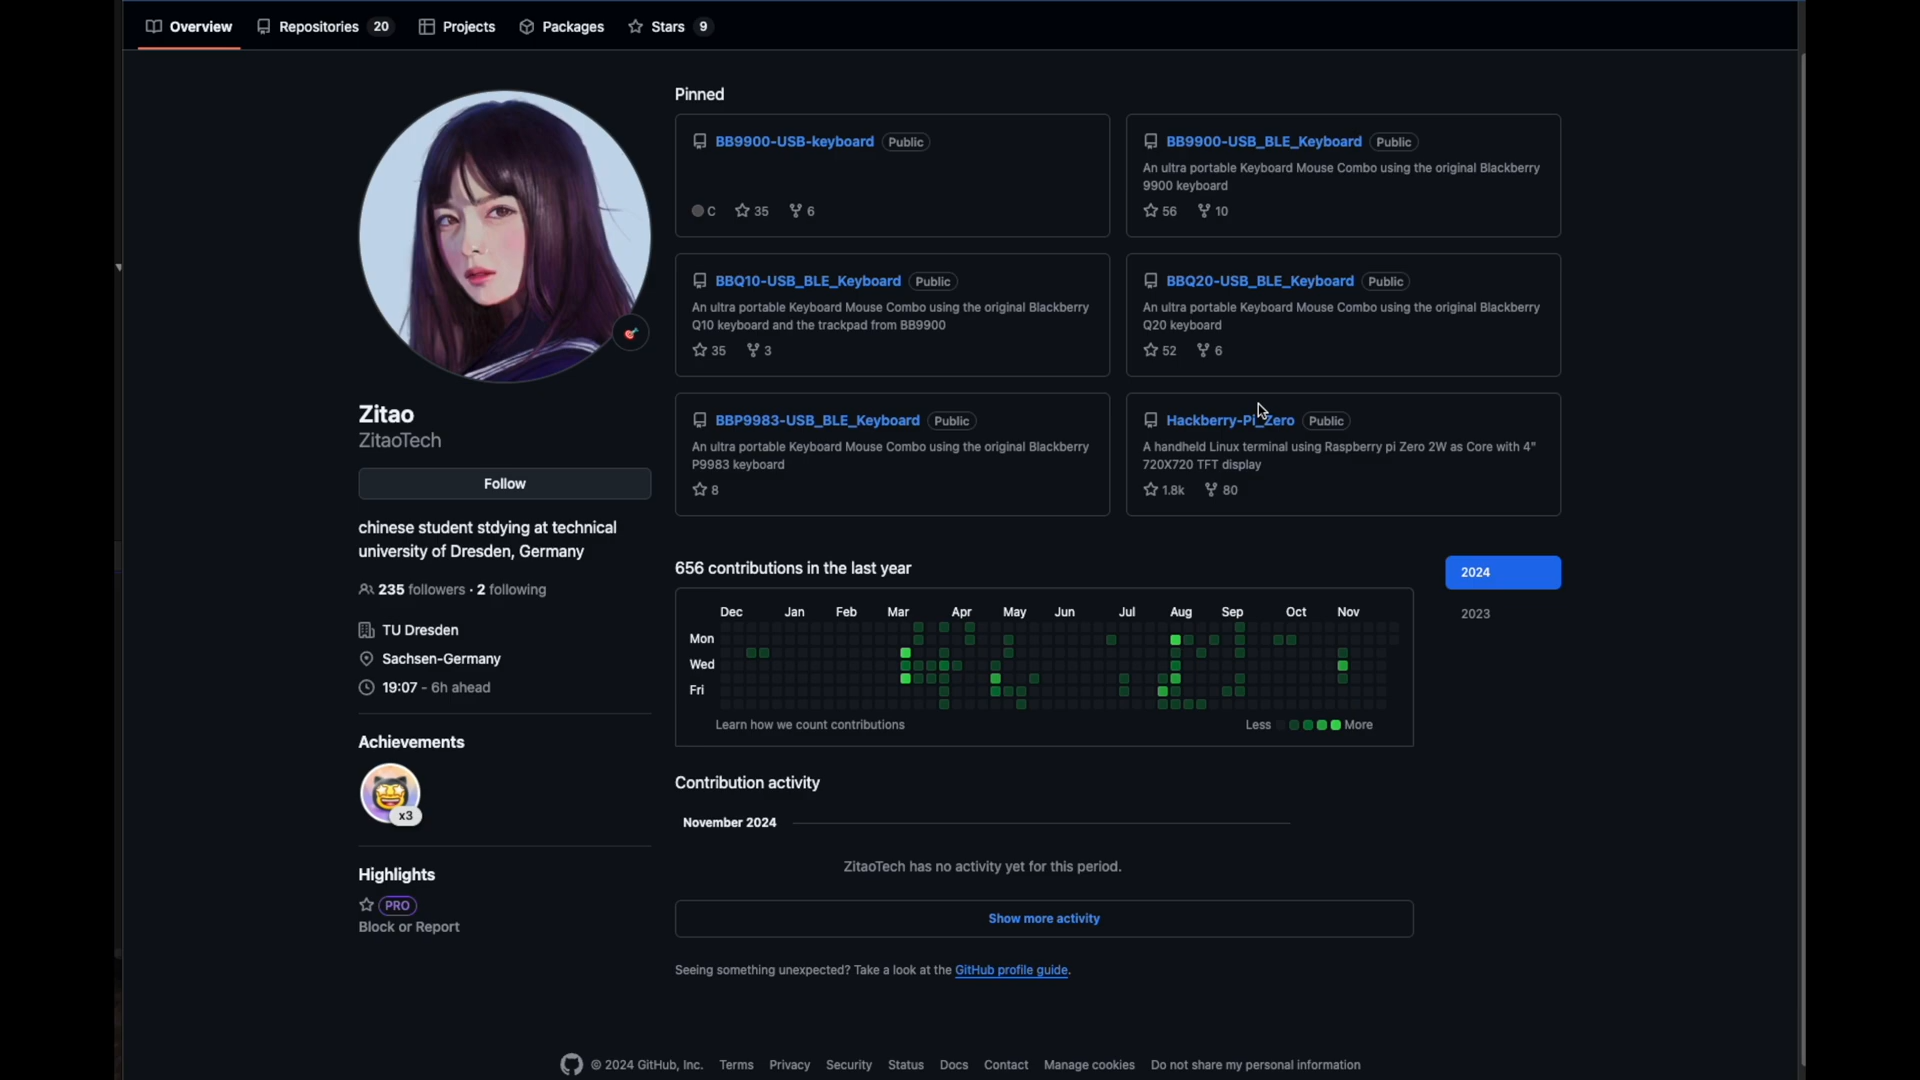 Overview Repositories 20 Projects Packages Stars 9
Zitao
ZitaoTech
Follow
chinese student stdying at technical
university of Dresden, Germany
235 followers · 2 following
TU Dresden
Sachsen-Germany
19:07 - 6h ahead
Achievements
x3
Highlights
PRO
Block or Report
Pinned
BB9900-USB-keyboard Public
C 35 6
BB9900-USB_BLE_Keyboard Public
An ultra portable Keyboard Mouse Combo using the original Blackberry
9900 keyboard
56 10
BBQ10-USB_BLE_Keyboard Public
An ultra portable Keyboard Mouse Combo using the original Blackberry
Q10 keyboard and the trackpad from BB9900
35 3
BBQ20-USB_BLE_Keyboard Public
An ultra portable Keyboard Mouse Combo using the original Blackberry
Q20 keyboard
52 6
BBP9983-USB_BLE_Keyboard Public
An ultra portable Keyboard Mouse Combo using the original Blackberry
P9983 keyboard
8
Hackberry-Pi_Zero Public
A handheld Linux terminal using Raspberry pi Zero 2W as Core with 4"
720X720 TFT display
1.8k 80
656 contributions in the last year
Dec Jan Feb Mar Apr May Jun Jul Aug Sep Oct Nov
Mon
Wed
Fri
Learn how we count contributions Less More
2024
2023
Contribution activity
November 2024
ZitaoTech has no activity yet for this period.
Show more activity
Seeing something unexpected? Take a look at the GitHub profile guide.
© 2024 GitHub, Inc. Terms Privacy Security Status Docs Contact Manage cookies Do not share my personal information